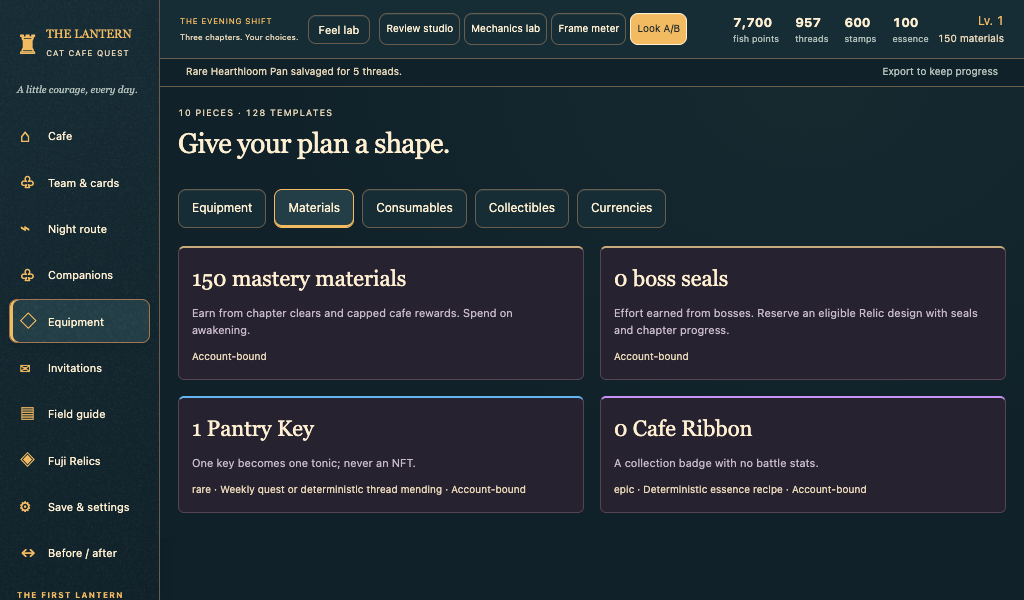 THE LANTERN
CAT CAFE QUEST
A little courage, every day.
Cafe
Team & cards
Night route
Companions
Equipment
Invitations
Field guide
Fuji Relics
Save & settings
Before / after
THE FIRST LANTERN
THE EVENING SHIFT
Three chapters. Your choices.
Feel lab
Review studio
Mechanics lab
Frame meter
Look A/B
7,700
fish points
957
threads
600
stamps
100
essence
Lv. 1
150 materials
Rare Hearthloom Pan salvaged for 5 threads.
Export to keep progress
10 PIECES · 128 TEMPLATES
Give your plan a shape.
Equipment
Materials
Consumables
Collectibles
Currencies
150 mastery materials
Earn from chapter clears and capped cafe rewards. Spend on
awakening.
Account-bound
0 boss seals
Effort earned from bosses. Reserve an eligible Relic design with seals
and chapter progress.
Account-bound
1 Pantry Key
One key becomes one tonic; never an NFT.
rare · Weekly quest or deterministic thread mending · Account-bound
0 Cafe Ribbon
A collection badge with no battle stats.
epic · Deterministic essence recipe · Account-bound